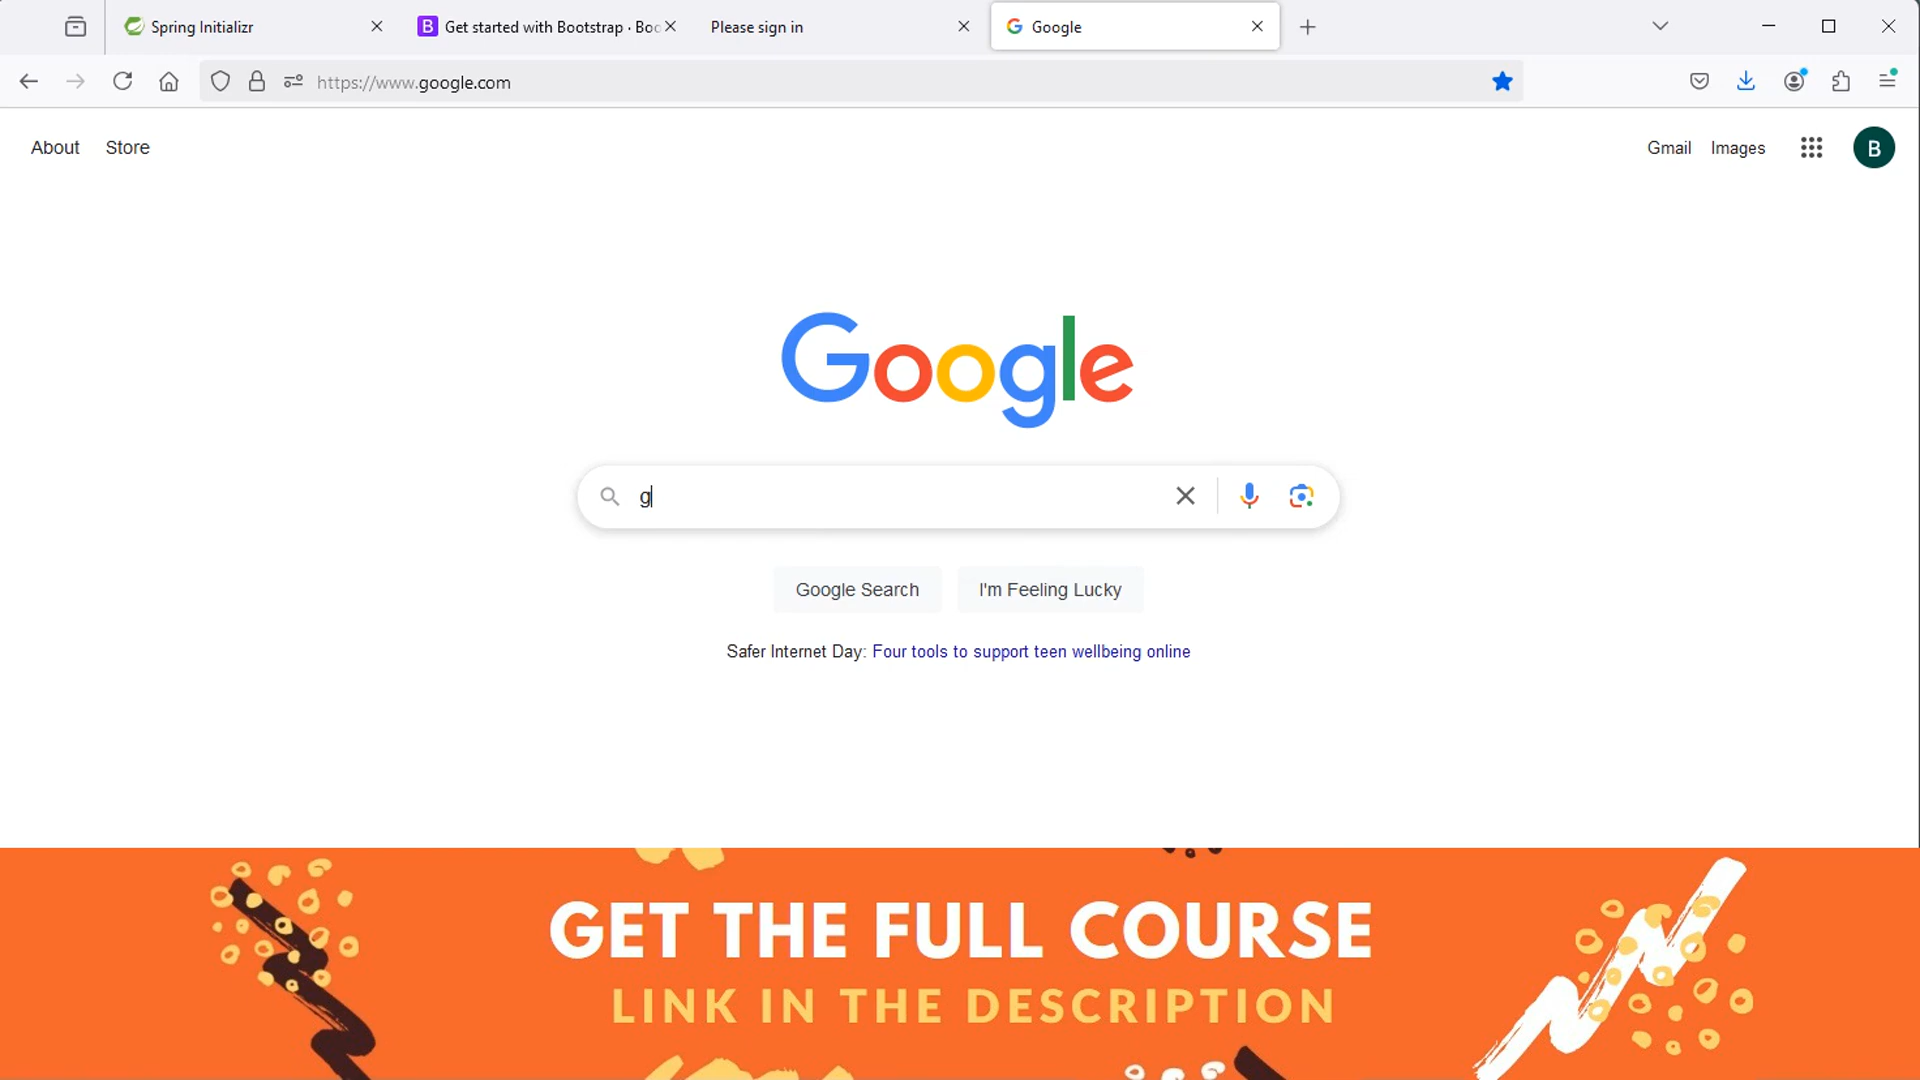 Spring Initializr
Get started with Bootstrap · Boo
Please sign in
Google
https://www.google.com
About Store
Gmail Images
B
Google
g
Google Search
I'm Feeling Lucky
Safer Internet Day: Four tools to support teen wellbeing online
GET THE FULL COURSE
LINK IN THE DESCRIPTION